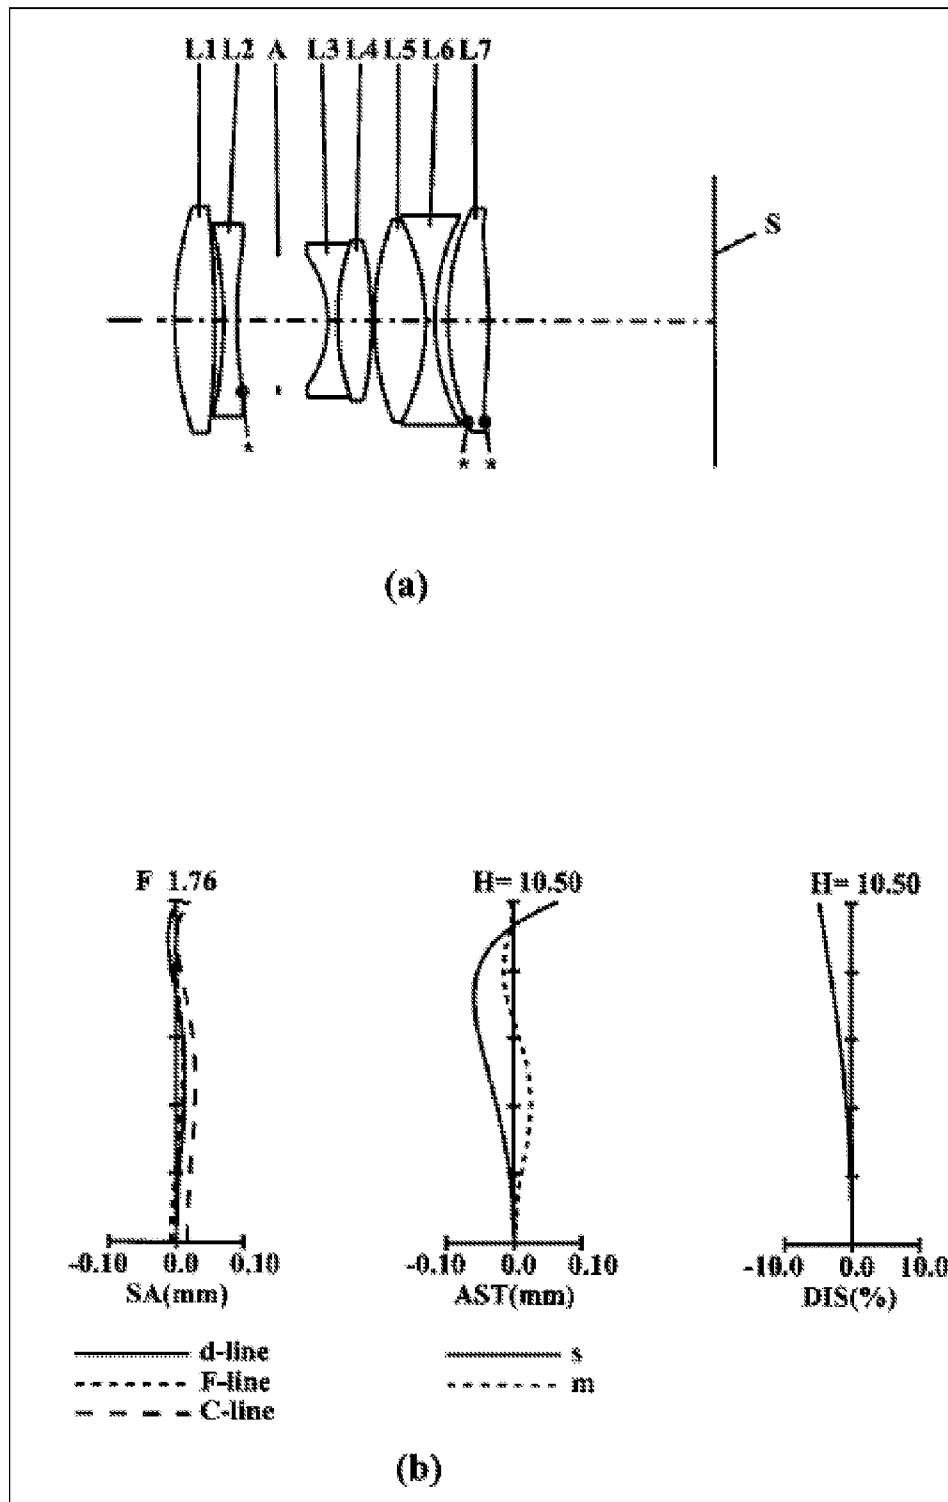 L1 L2 A L3 L4 L5 L6 L7
S
*
* *
(a)
F 1.76
H= 10.50
H= 10.50
-0.10 0.0 0.10
-0.10 0.0 0.10
-10.0 0.0 10.0
SA(mm)
AST(mm)
DIS(%)
d-line
F-line
C-line
s
m
(b)